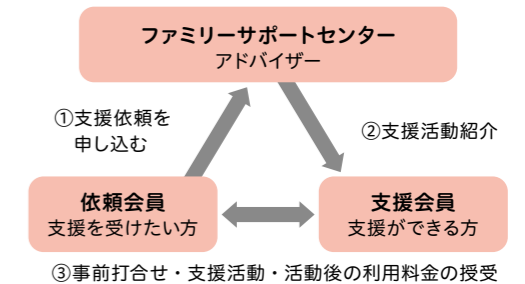 ファミリーサポートセンター
アドバイザー
①支援依頼を
申し込む
②支援活動紹介
依頼会員
支援を受けたい方
支援会員
支援ができる方
③事前打合せ・支援活動・活動後の利用料金の授受